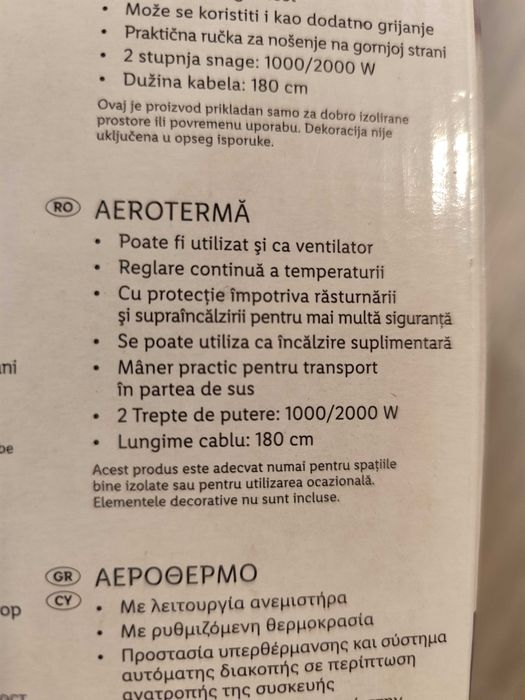 • Može se koristiti i kao dodatno grijanje
• Praktična ručka za nošenje na gornjoj strani
• 2 stupnja snage: 1000/2000 W
• Dužina kabela: 180 cm
Ovaj je proizvod prikladan samo za dobro izolirane
prostore ili povremenu uporabu. Dekoracija nije
uključena u opseg isporuke.
RO AEROTERMĂ
• Poate fi utilizat şi ca ventilator
• Reglare continuă a temperaturii
• Cu protecţie împotriva răsturnării
şi supraîncălzirii pentru mai multă siguranţă
• Se poate utiliza ca încălzire suplimentară
• Mâner practic pentru transport
în partea de sus
• 2 Trepte de putere: 1000/2000 W
• Lungime cablu: 180 cm
Acest produs este adecvat numai pentru spaţiile
bine izolate sau pentru utilizarea ocazională.
Elementele decorative nu sunt incluse.
GR CY ΑΕΡΟΘΕΡΜΟ
• Με λειτουργία ανεμιστήρα
• Με ρυθμιζόμενη θερμοκρασία
• Προστασία υπερθέρμανσης και σύστημα
αυτόματης διακοπής σε περίπτωση
ανατροπής της συσκευής